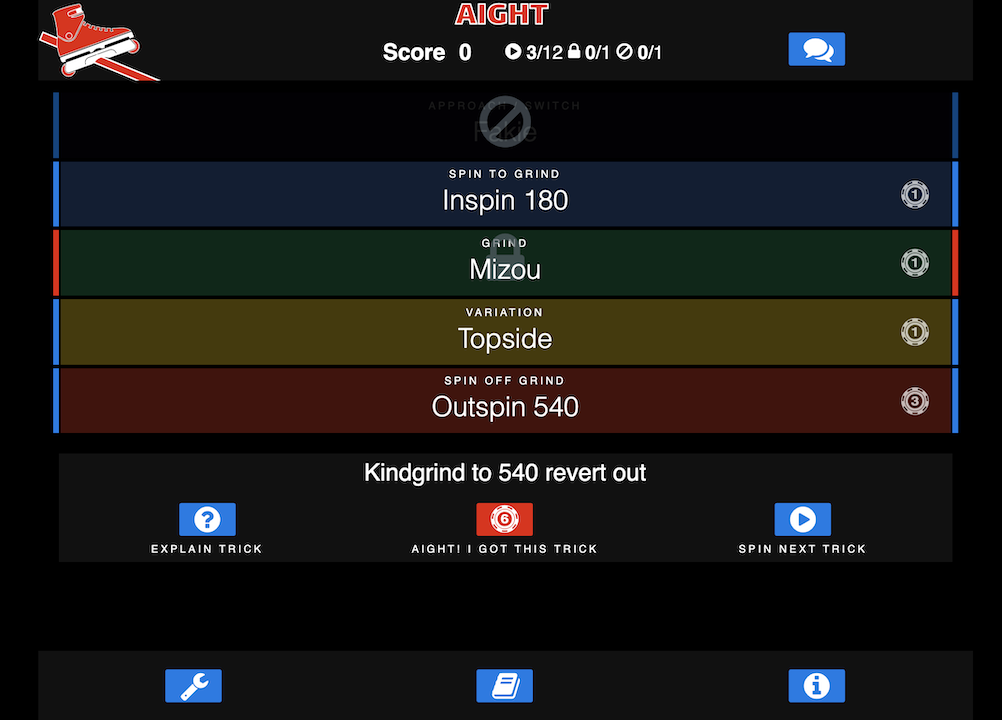 AIGHT
Score 0 3/12 0/1 0/1
APPROACH / SWITCH
Fakie
SPIN TO GRIND
Inspin 180
1
GRIND
Mizou
1
VARIATION
Topside
1
SPIN OFF GRIND
Outspin 540
3
Kindgrind to 540 revert out
6
EXPLAIN TRICK
AIGHT! I GOT THIS TRICK
SPIN NEXT TRICK